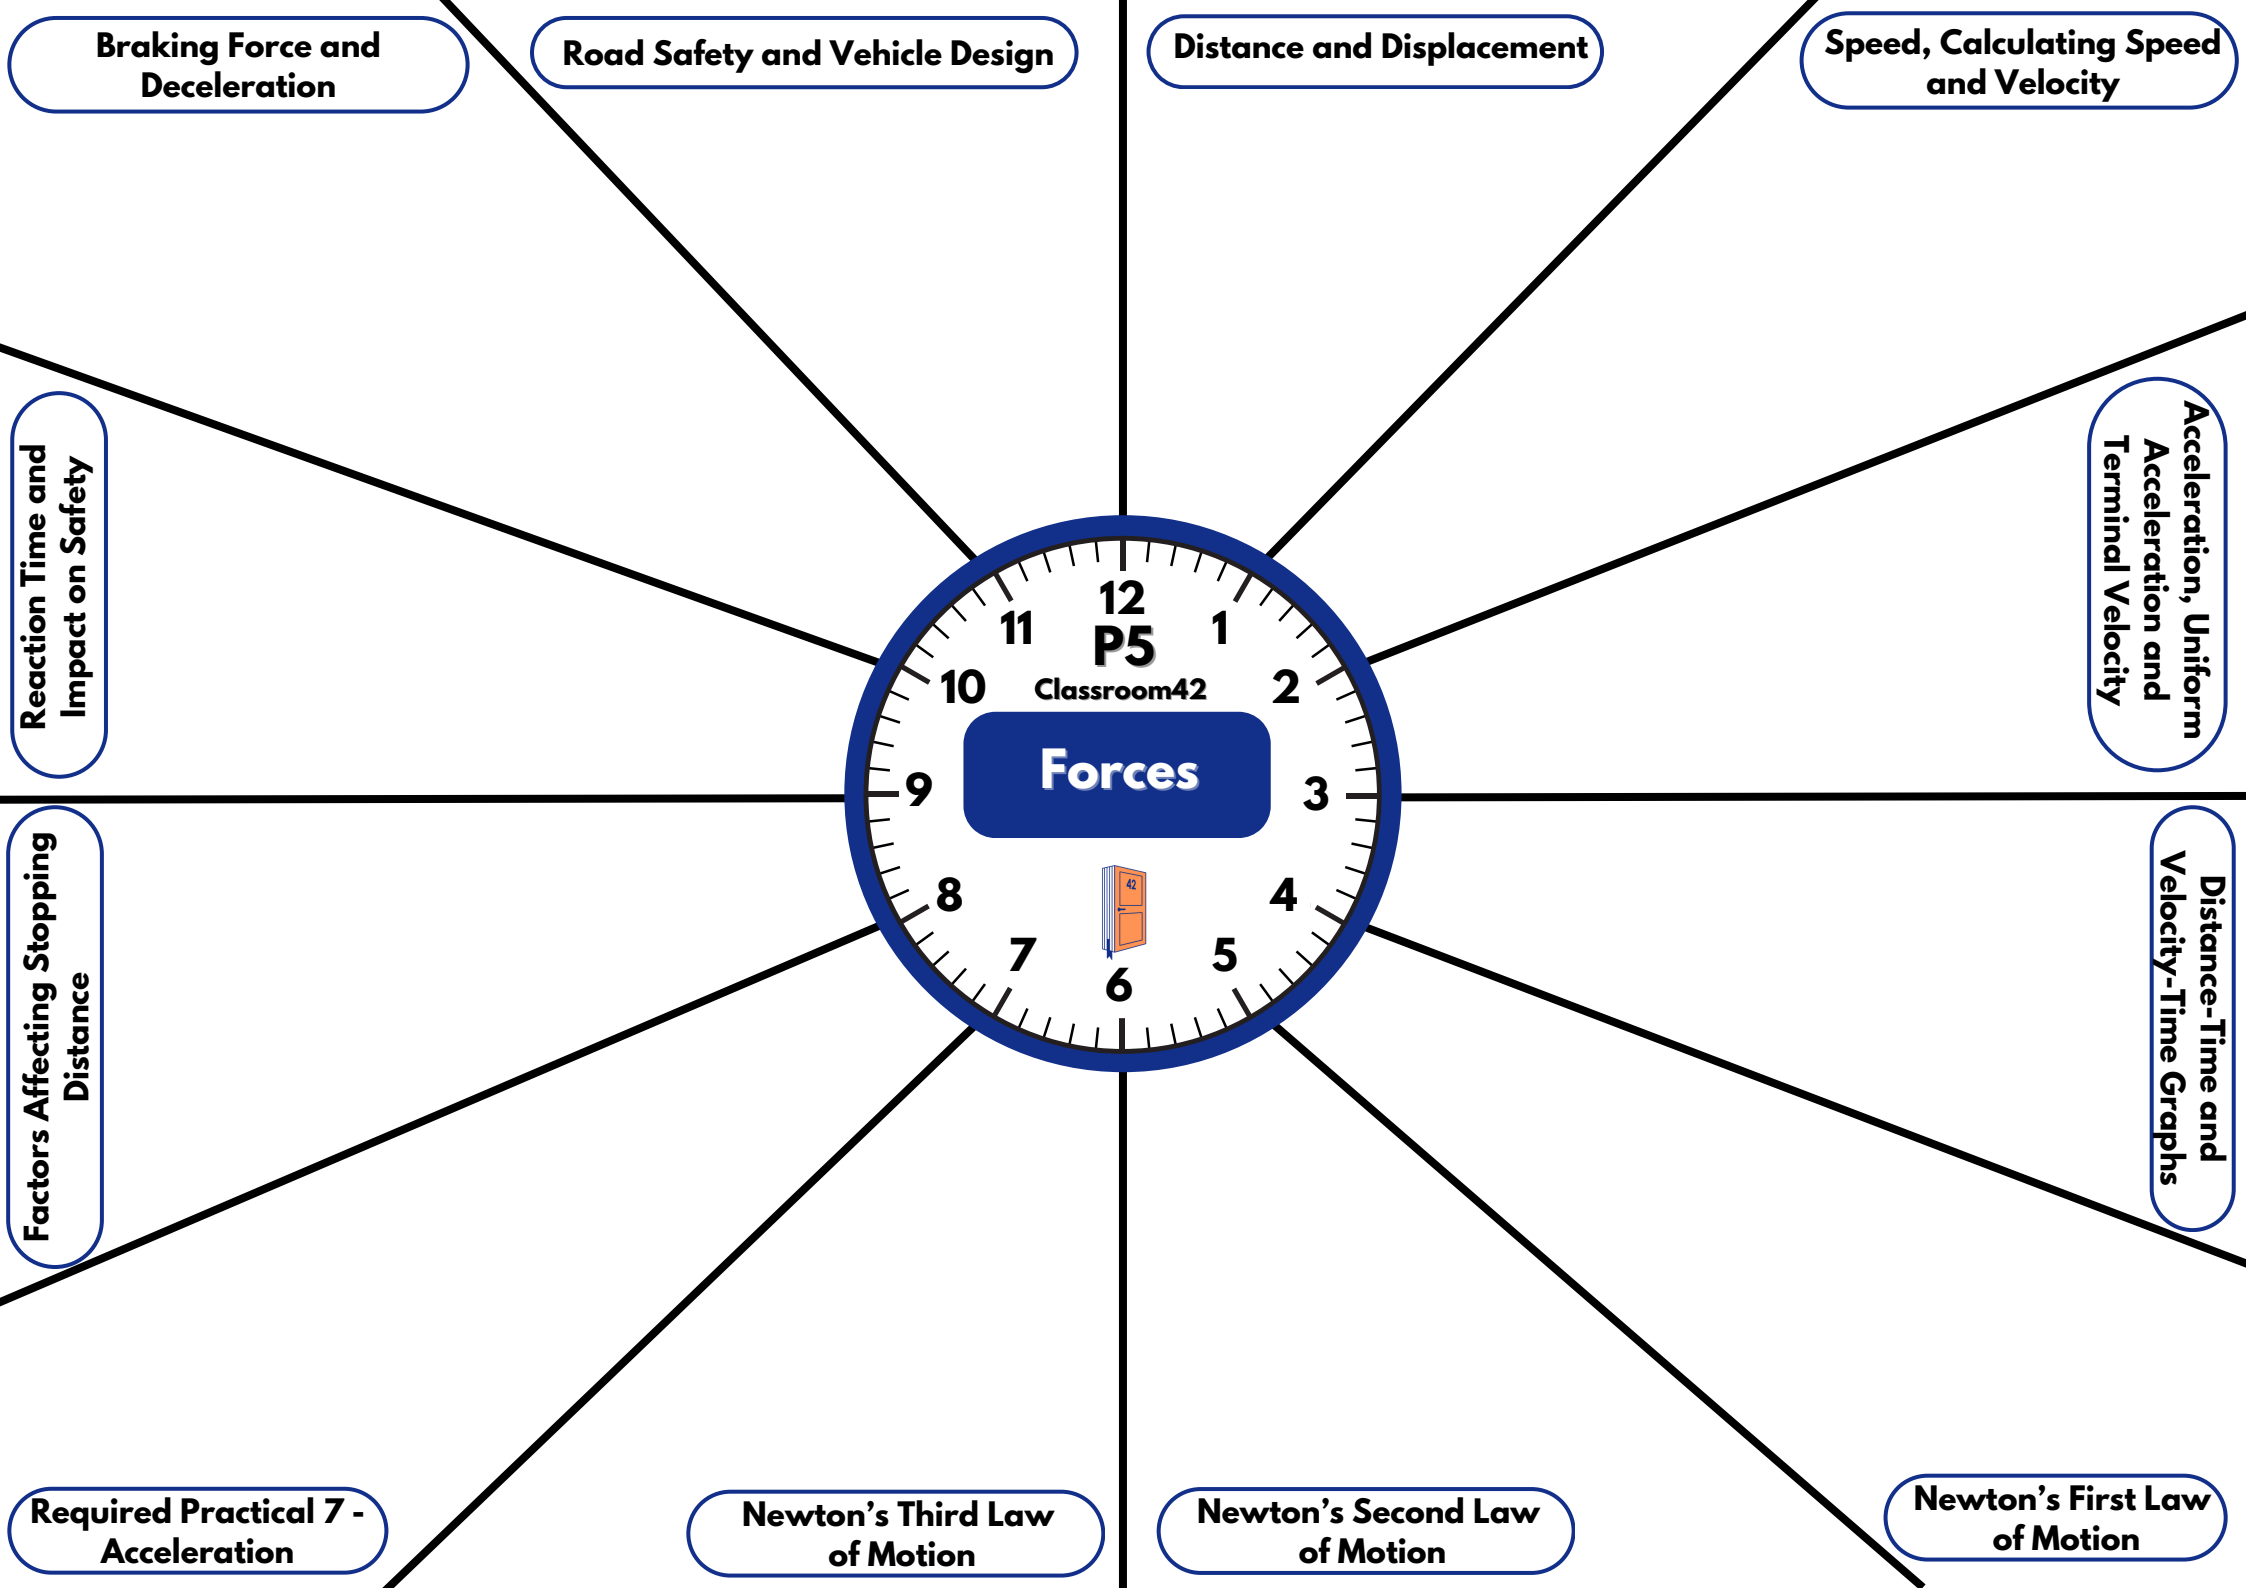 Braking Force and
Deceleration
Road Safety and Vehicle Design
Distance and Displacement
Speed, Calculating Speed
and Velocity
Reaction Time and
Impact on Safety
Acceleration, Uniform
Acceleration and
Terminal Velocity
12
11
1
P5
10
Classroom42
2
Forces
9
3
42
8
4
7
5
6
Factors Affecting Stopping
Distance
Distance-Time and
Velocity-Time Graphs
Required Practical 7 -
Acceleration
Newton’s Third Law
of Motion
Newton’s Second Law
of Motion
Newton’s First Law
of Motion